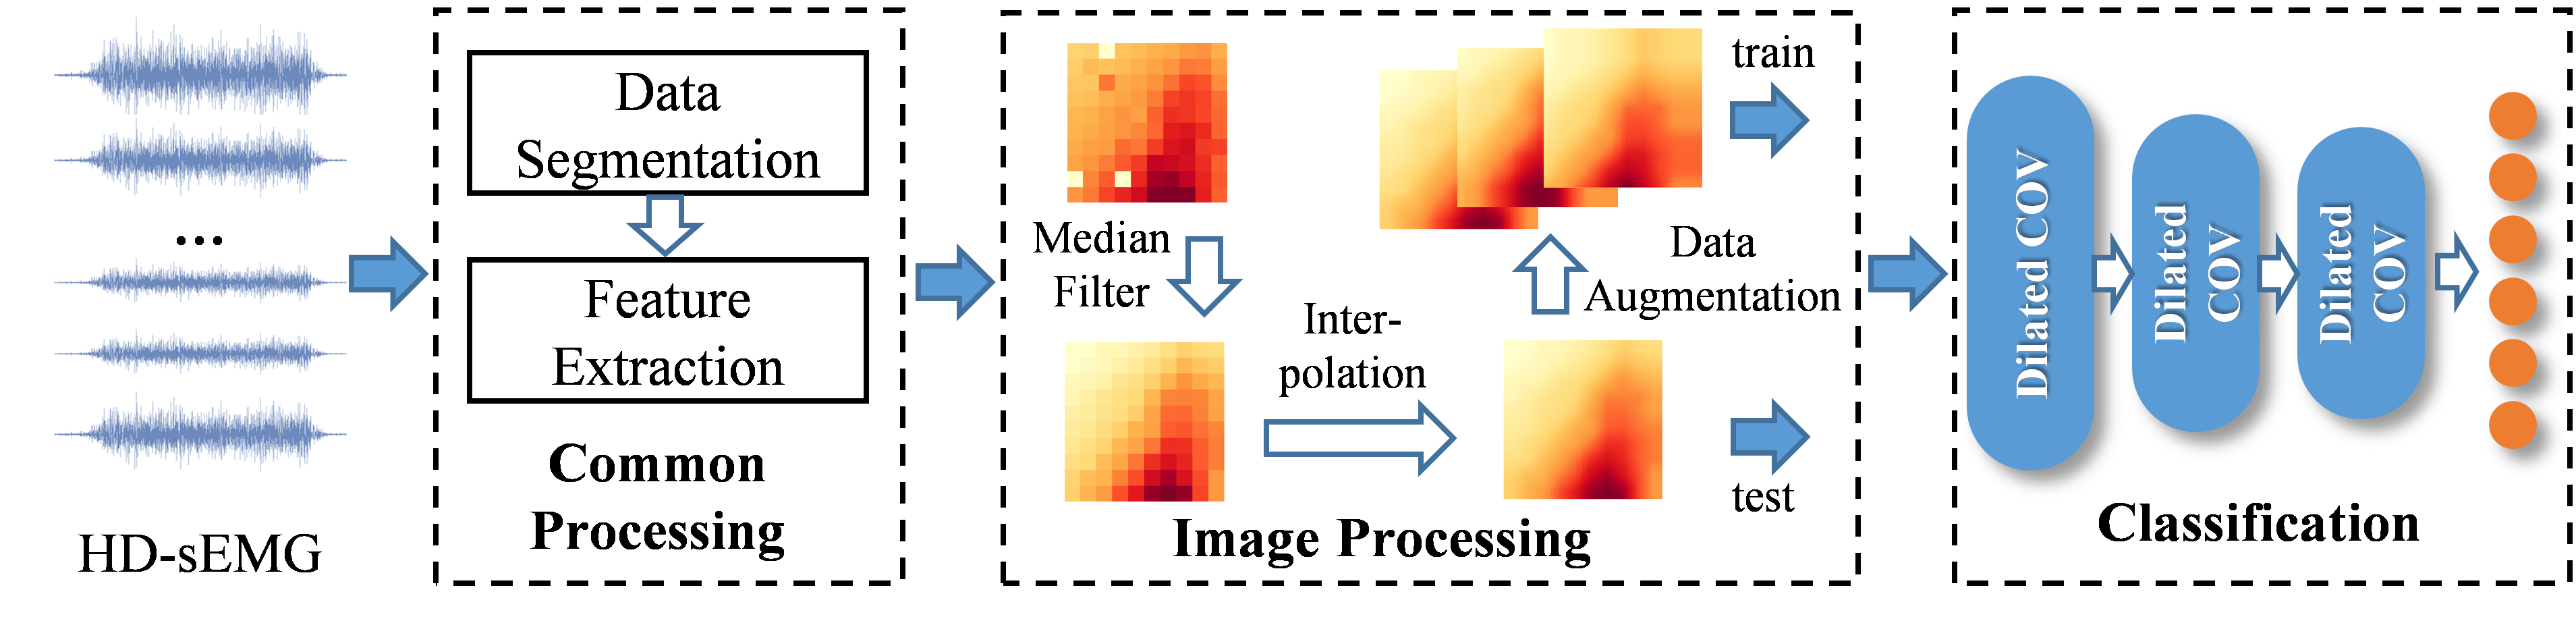 HD-sEMG
Data
Segmentation
Feature
Extraction
Common
Processing
Median
Filter
Inter-
polation
Data
Augmentation
train
test
Image Processing
Dilated COV
Dilated
COV
Dilated
COV
Classification